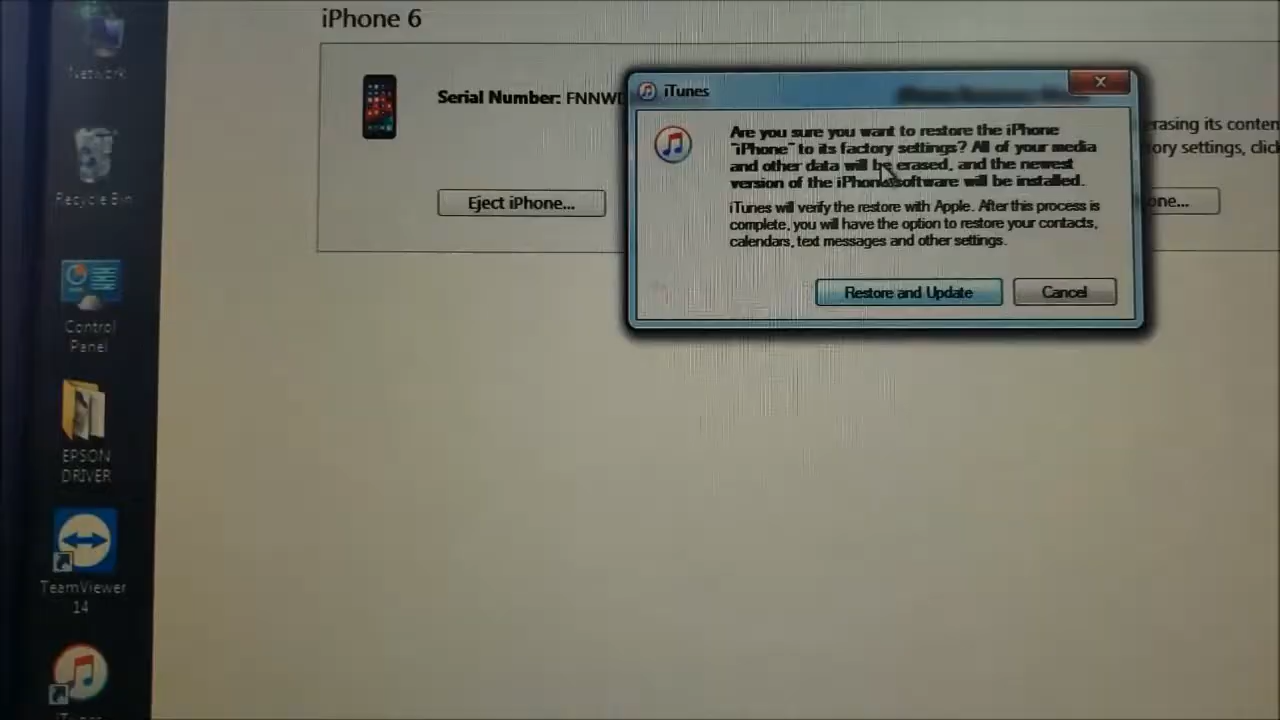 iPhone 6
Network
Recycle Bin
Control
Panel
EPSON
DRIVER
TeamViewer
14
iTunes
Serial Number: FNNWD
Eject iPhone...
iTunes
Are you sure you want to restore the iPhone
"iPhone" to its factory settings? All of your media
and other data will be erased, and the newest
version of the iPhone software will be installed.
iTunes will verify the restore with Apple. After this process is
complete, you will have the option to restore your contacts,
calendars, text messages and other settings.
Restore and Update
Cancel
erasing its conten
ory settings, clic
one...